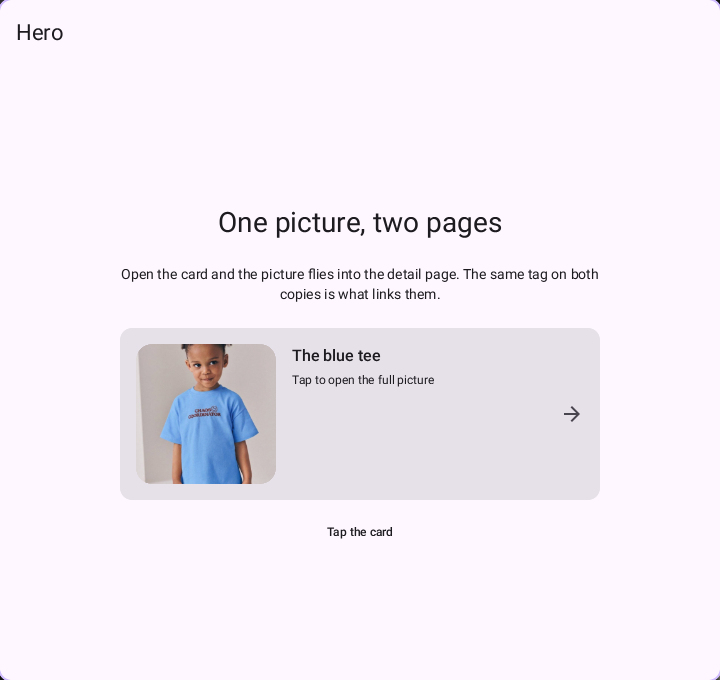 Hero
One picture, two pages
Open the card and the picture flies into the detail page. The same tag on both
copies is what links them.
The blue tee
Tap to open the full picture
CHAOS
COORDINATOR
Tap the card